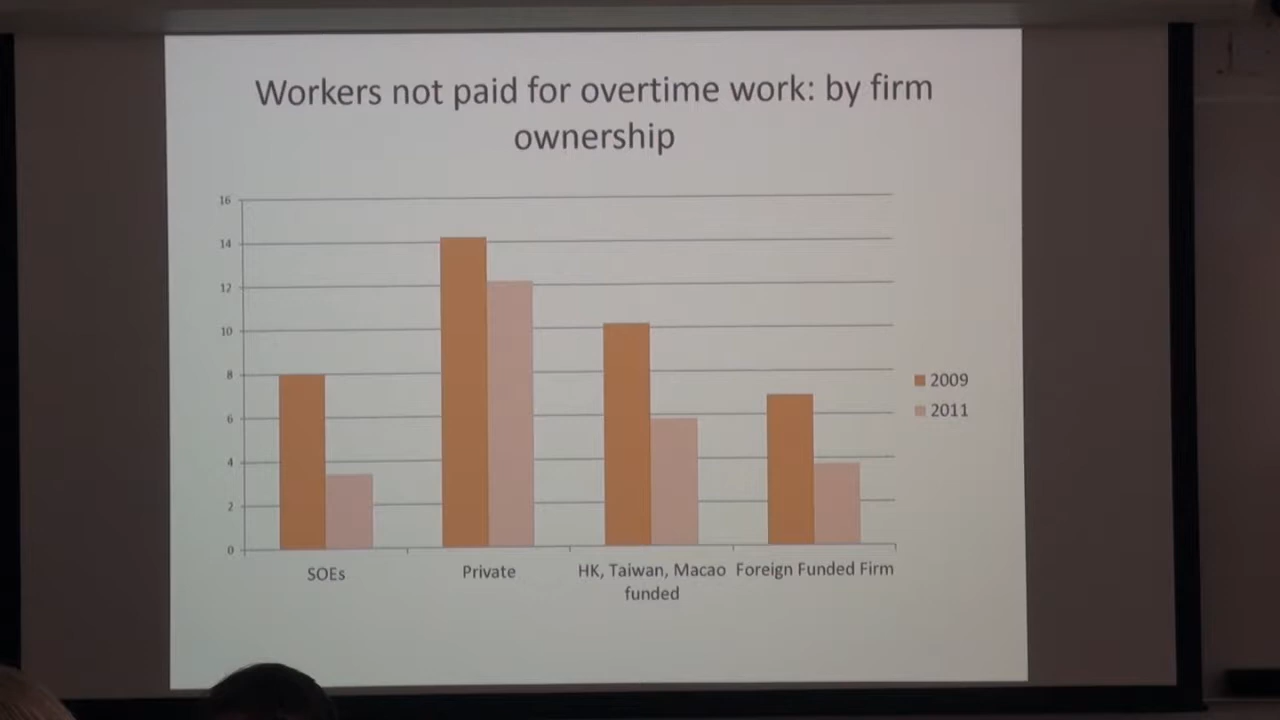 Workers not paid for overtime work: by firm
ownership
16
14
12
10
8
6
4
2
0
2009
2011
SOEs
Private
HK, Taiwan, Macao
funded
Foreign Funded Firm